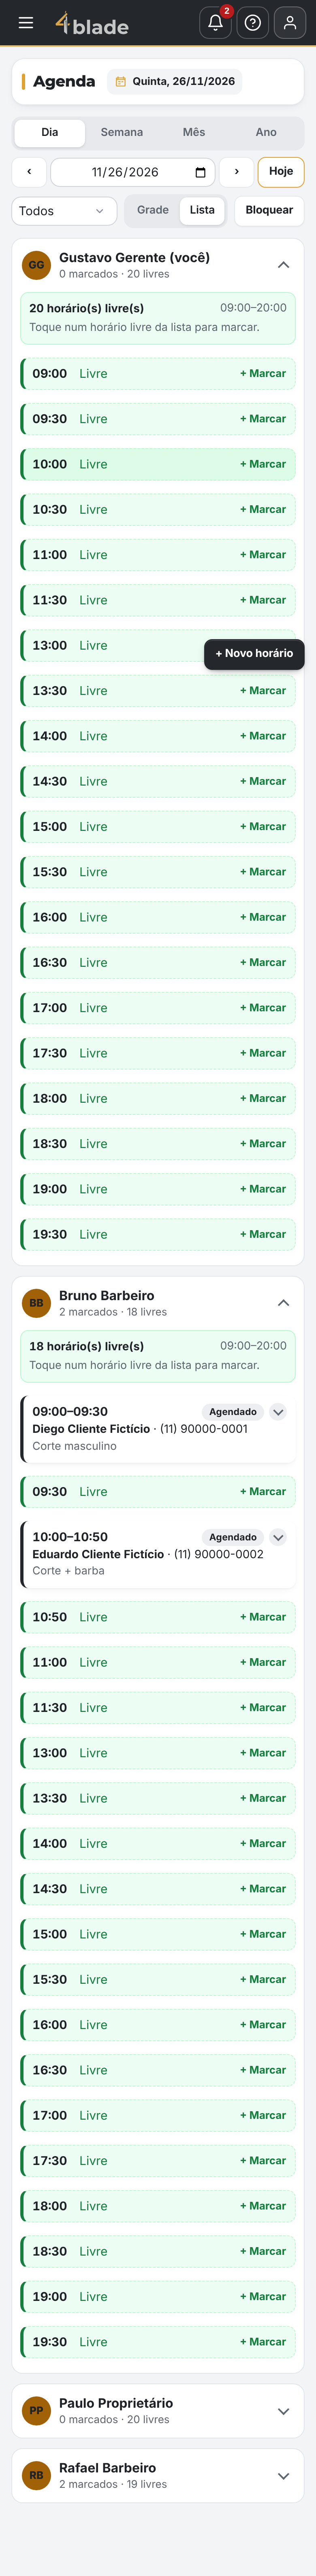 4blade
2
Agenda
Quinta, 26/11/2026
Dia Semana Mês Ano
‹ 11/26/2026 › Hoje
Todos Grade Lista Bloquear
GG Gustavo Gerente (você)
0 marcados · 20 livres
20 horário(s) livre(s) 09:00–20:00
Toque num horário livre da lista para marcar.
09:00 Livre + Marcar
09:30 Livre + Marcar
10:00 Livre + Marcar
10:30 Livre + Marcar
11:00 Livre + Marcar
11:30 Livre + Marcar
13:00 Livre
+ Novo horário
13:30 Livre + Marcar
14:00 Livre + Marcar
14:30 Livre + Marcar
15:00 Livre + Marcar
15:30 Livre + Marcar
16:00 Livre + Marcar
16:30 Livre + Marcar
17:00 Livre + Marcar
17:30 Livre + Marcar
18:00 Livre + Marcar
18:30 Livre + Marcar
19:00 Livre + Marcar
19:30 Livre + Marcar
BB Bruno Barbeiro
2 marcados · 18 livres
18 horário(s) livre(s) 09:00–20:00
Toque num horário livre da lista para marcar.
09:00–09:30 Agendado
Diego Cliente Fictício · (11) 90000-0001
Corte masculino
09:30 Livre + Marcar
10:00–10:50 Agendado
Eduardo Cliente Fictício · (11) 90000-0002
Corte + barba
10:50 Livre + Marcar
11:00 Livre + Marcar
11:30 Livre + Marcar
13:00 Livre + Marcar
13:30 Livre + Marcar
14:00 Livre + Marcar
14:30 Livre + Marcar
15:00 Livre + Marcar
15:30 Livre + Marcar
16:00 Livre + Marcar
16:30 Livre + Marcar
17:00 Livre + Marcar
17:30 Livre + Marcar
18:00 Livre + Marcar
18:30 Livre + Marcar
19:00 Livre + Marcar
19:30 Livre + Marcar
PP Paulo Proprietário
0 marcados · 20 livres
RB Rafael Barbeiro
2 marcados · 19 livres